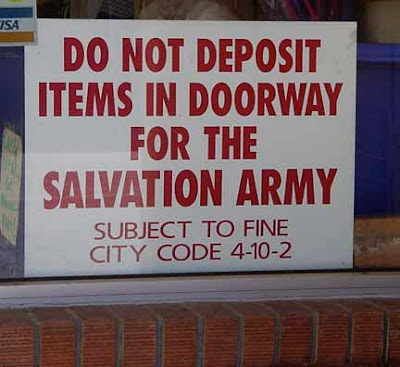 VISA
DO NOT DEPOSIT
ITEMS IN DOORWAY
FOR THE
SALVATION ARMY
SUBJECT TO FINE
CITY CODE 4-10-2